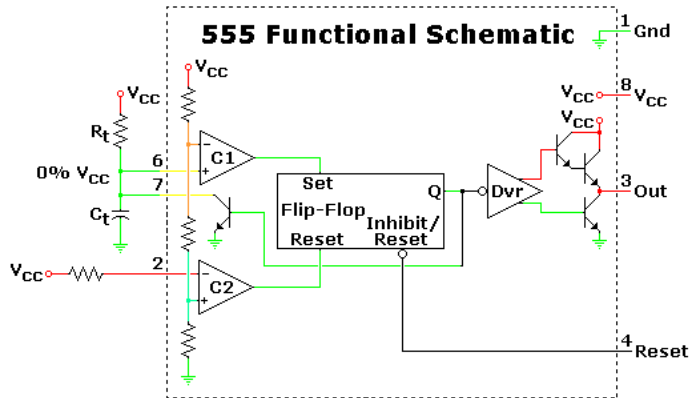 555 Functional Schematic
1 Gnd
VCC
VCC
VCC 8 VCC
VCC
Rt
6
- C1
+
0% VCC
7
Set
Q
Dvr
3 Out
Ct
Flip-Flop
Inhibit/
Reset
Reset
VCC
2
- C2
+
4
Reset